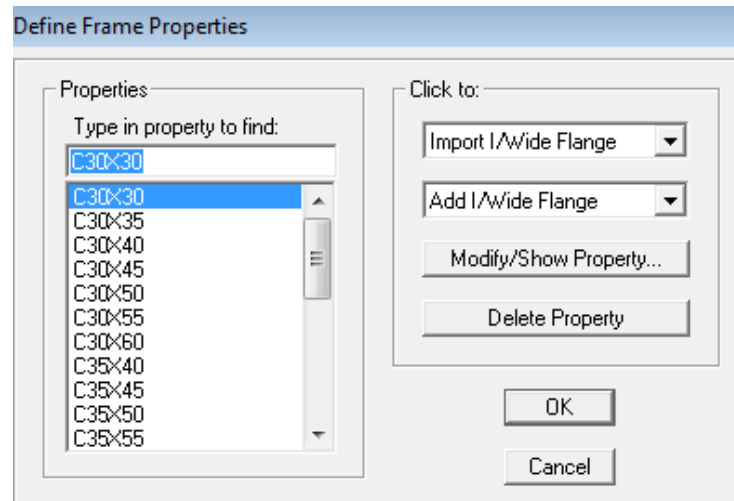 Define Frame Properties
Properties
Type in property to find:
C30X30
C30X30
C30X35
C30X40
C30X45
C30X50
C30X55
C30X60
C35X40
C35X45
C35X50
C35X55
Click to:
Import I/Wide Flange
Add I/Wide Flange
Modify/Show Property...
Delete Property
OK
Cancel